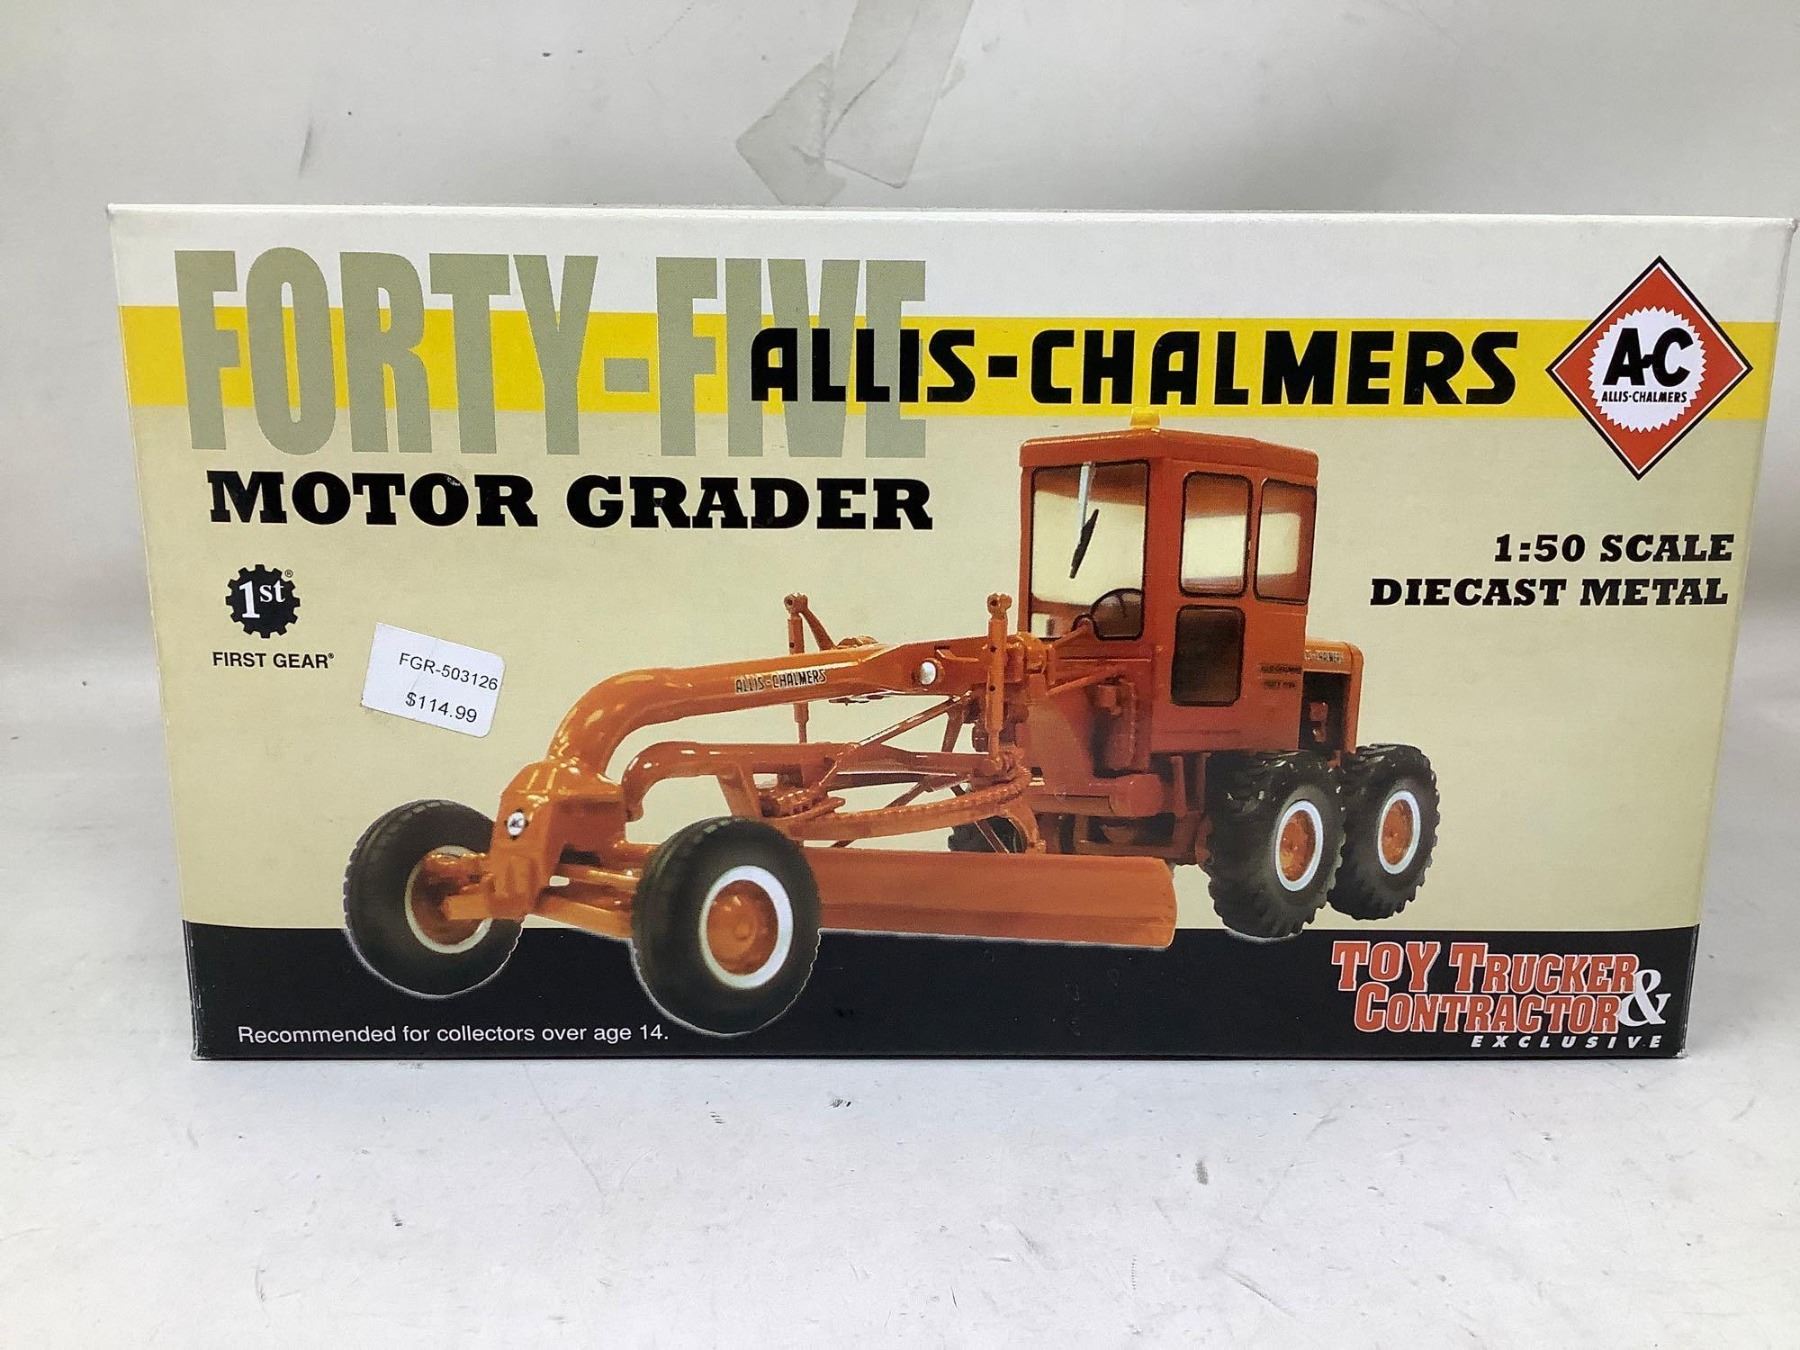 FORTY-FIVE
ALLIS-CHALMERS
A-C
ALLIS-CHALMERS
MOTOR GRADER
1:50 SCALE
DIECAST METAL
1st®
FIRST GEAR®
FGR-503126
$114.99
ALLIS-CHALMERS
TOY TRUCKER &
CONTRACTOR
EXCLUSIVE
Recommended for collectors over age 14.